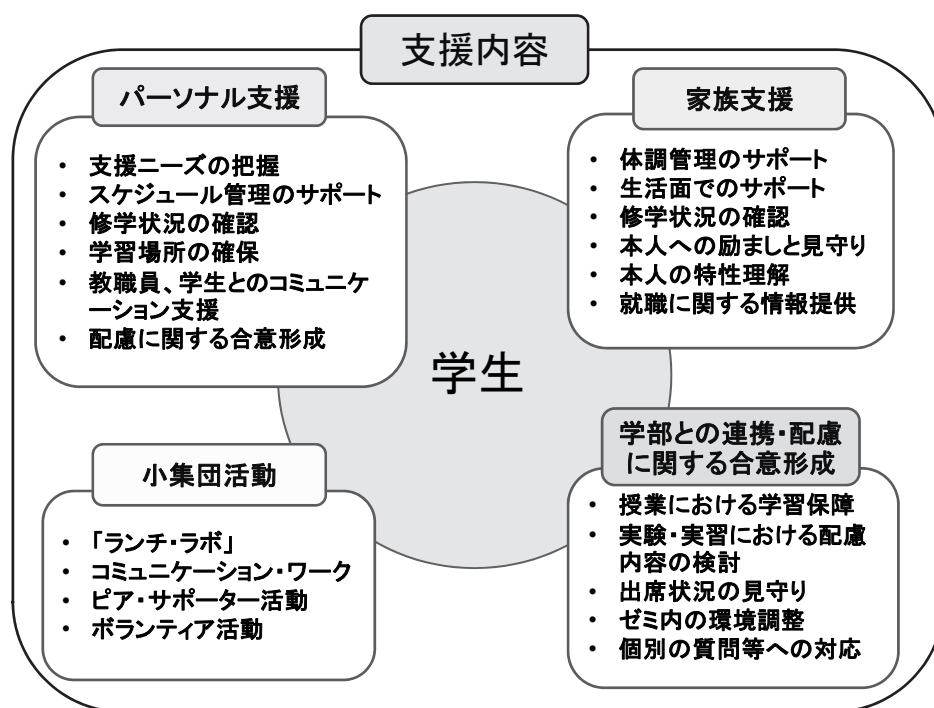 支援内容
パーソナル支援
・ 支援ニーズの把握
・ スケジュール管理のサポート
・ 修学状況の確認
・ 学習場所の確保
・ 教職員、学生とのコミュニケ
ーション支援
・ 配慮に関する合意形成
家族支援
・ 体調管理のサポート
・ 生活面でのサポート
・ 修学状況の確認
・ 本人への励ましと見守り
・ 本人の特性理解
・ 就職に関する情報提供
学生
小集団活動
・ 「ランチ・ラボ」
・ コミュニケーション・ワーク
・ ピア・サポーター活動
・ ボランティア活動
学部との連携・配慮
に関する合意形成
・ 授業における学習保障
・ 実験・実習における配慮
内容の検討
・ 出席状況の見守り
・ ゼミ内の環境調整
・ 個別の質問等への対応